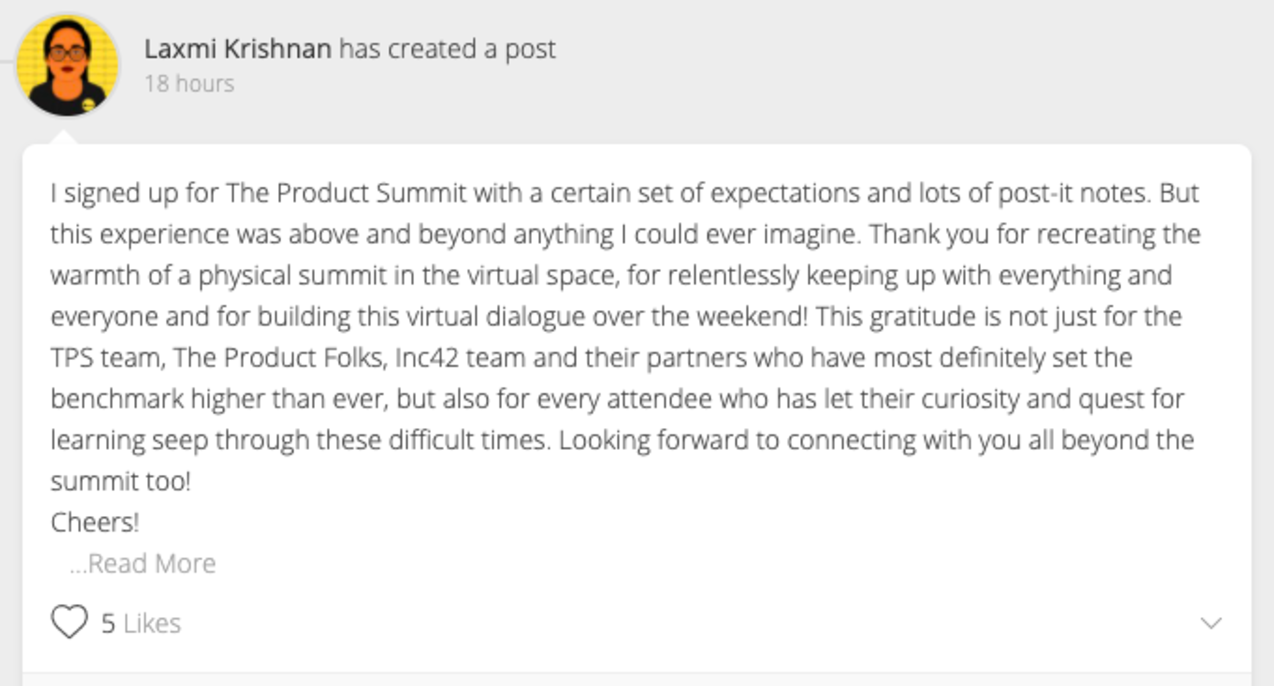 Laxmi Krishnan has created a post
18 hours
I signed up for The Product Summit with a certain set of expectations and lots of post-it notes. But
this experience was above and beyond anything I could ever imagine. Thank you for recreating the
warmth of a physical summit in the virtual space, for relentlessly keeping up with everything and
everyone and for building this virtual dialogue over the weekend! This gratitude is not just for the
TPS team, The Product Folks, Inc42 team and their partners who have most definitely set the
benchmark higher than ever, but also for every attendee who has let their curiosity and quest for
learning seep through these difficult times. Looking forward to connecting with you all beyond the
summit too!
Cheers!
...Read More
5 Likes